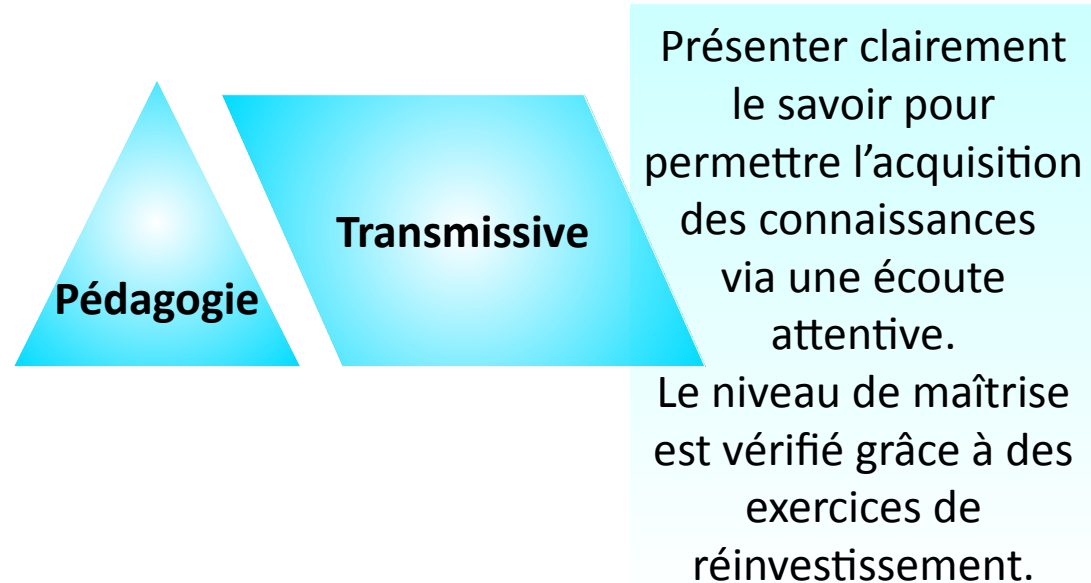 Pédagogie
Transmissive
Présenter clairement
le savoir pour
permettre l’acquisition
des connaissances
via une écoute
attentive.
Le niveau de maîtrise
est vérifié grâce à des
exercices de
réinvestissement.